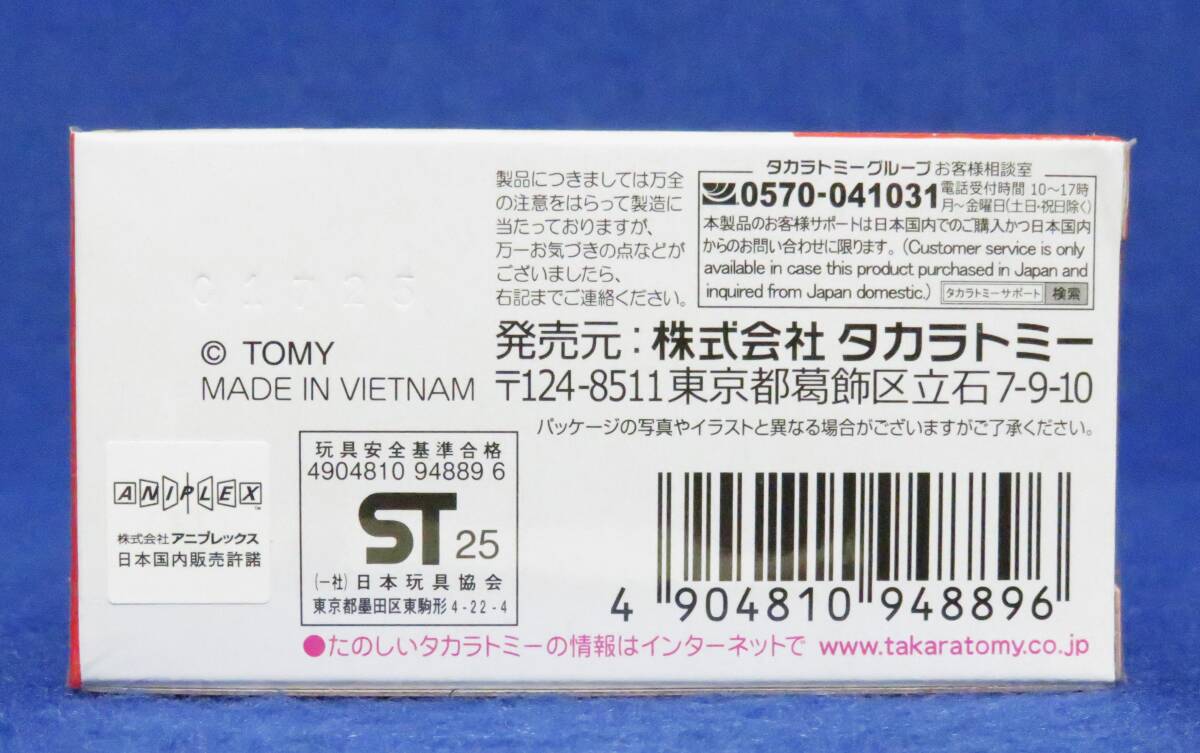 製品につきましては万全
の注意をはらって製造に
当たっておりますが、
万一お気づきの点などが
ございましたら、
右記までご連絡ください。
タカラトミーグループ お客様相談室
0570-041031 電話受付時間 10〜17時
月〜金曜日(土日・祝日除く)
本製品のお客様サポートは日本国内でのご購入かつ日本国内
からのお問い合わせに限ります。(Customer service is only
available in case this product purchased in Japan and
inquired from Japan domestic.) タカラトミーサポート 検索
01725
© TOMY
MADE IN VIETNAM
発売元:株式会社 タカラトミー
〒124-8511 東京都葛飾区立石7-9-10
パッケージの写真やイラストと異なる場合がございますがご了承ください。
ANIPLEX™
株式会社 アニプレックス
日本国内販売許諾
玩具安全基準合格
4904810 94889 6
ST 25
(一社)日本玩具協会
東京都墨田区東駒形4-22-4
4 904810 948896
●たのしいタカラトミーの情報はインターネットで www.takaratomy.co.jp